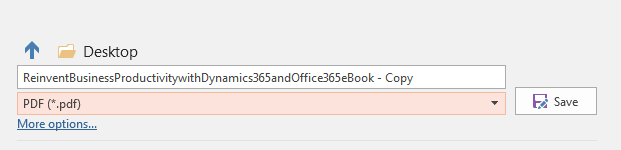 Desktop
ReinventBusinessProductivitywithDynamics365andOffice365eBook - Copy
PDF (*.pdf)
Save
More options...